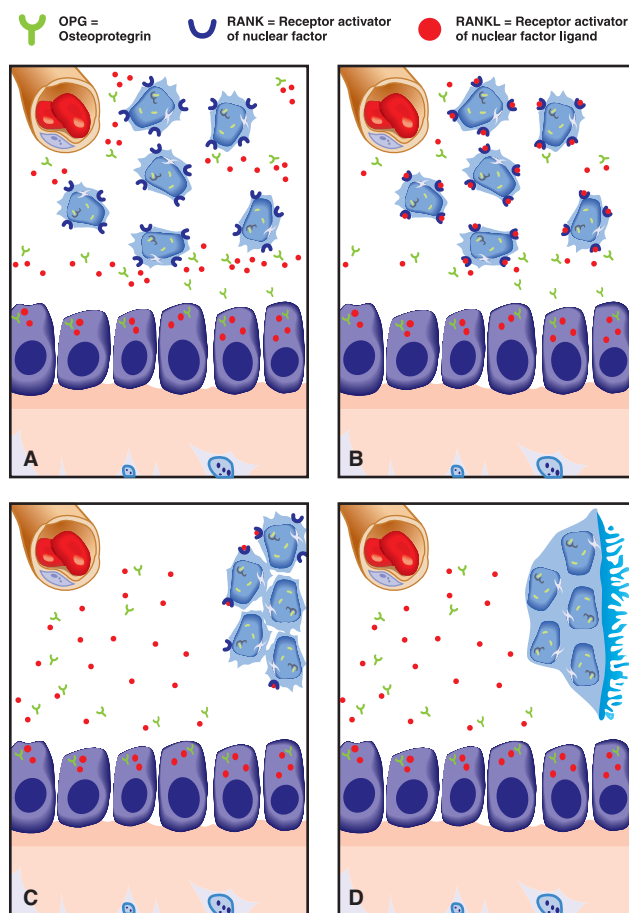 OPG =
Osteoprotegrin
RANK = Receptor activator
of nuclear factor
RANKL = Receptor activator
of nuclear factor ligand
A
B
C
D